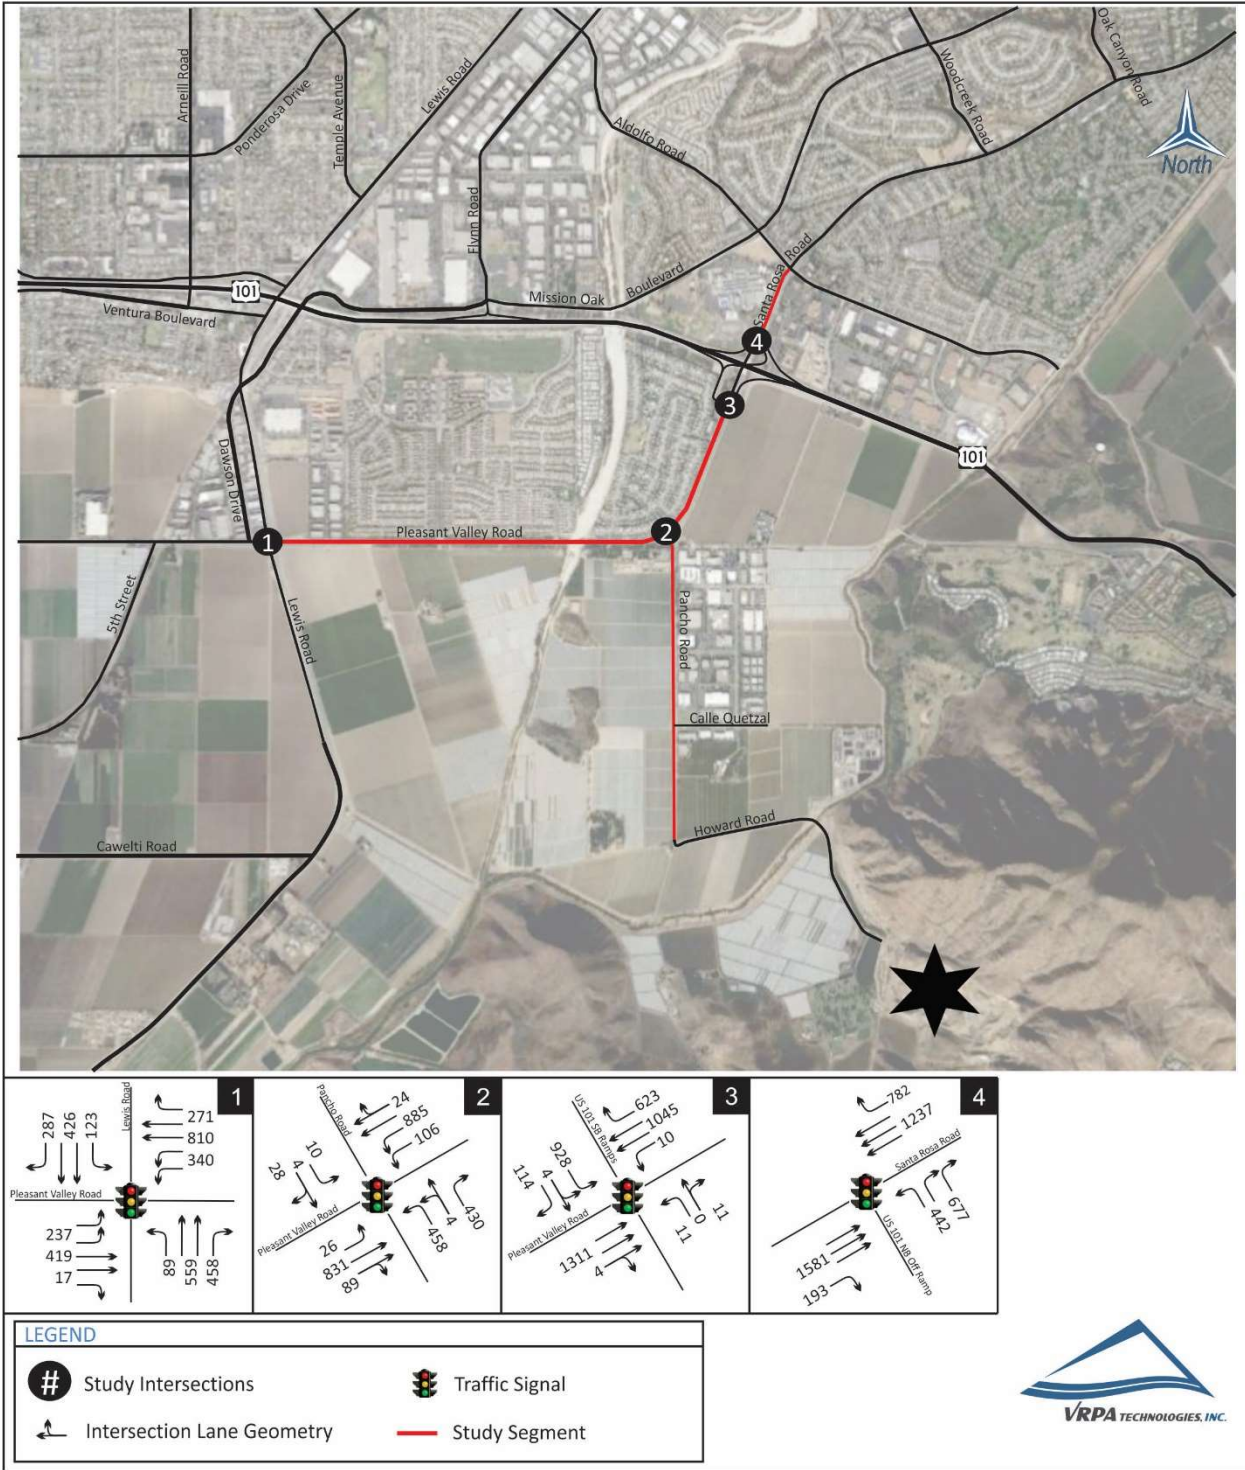 Arneill Road
Ponderosa Drive
Temple Avenue
Lewis Road
Flynn Road
Aldolfo Road
Woodcreek Road
Oak Canyon Road
North
101
Ventura Boulevard
Mission Oak
Boulevard
Santa Rosa Road
4
3
101
Dawson Drive
1
Pleasant Valley Road
2
5th Street
Lewis Road
Pancho Road
Calle Quetzal
Howard Road
Cawelti Road
1
Lewis Road
287
426
123
271
810
340
Pleasant Valley Road
237
419
17
89
559
458
2
Pancho Road
24
885
106
10
4
28
Pleasant Valley Road
26
831
89
458
4
430
3
US 101 SB Ramps
623
1045
10
928
4
114
Pleasant Valley Road
1311
4
11
0
11
4
782
1237
Santa Rosa Road
1581
193
442
677
US 101 NB Off Ramp
LEGEND
# Study Intersections
Traffic Signal
Intersection Lane Geometry
Study Segment
VRPA TECHNOLOGIES, INC.